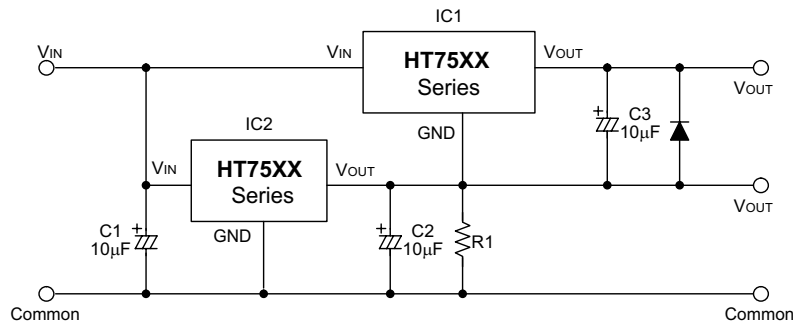 IC1
VIN
VIN
HT75XX
Series
VOUT
VOUT
GND
C3
10μF
+
IC2
VIN
HT75XX
Series
VOUT
GND
VOUT
C1
10μF
+
C2
10μF
+
R1
Common
Common